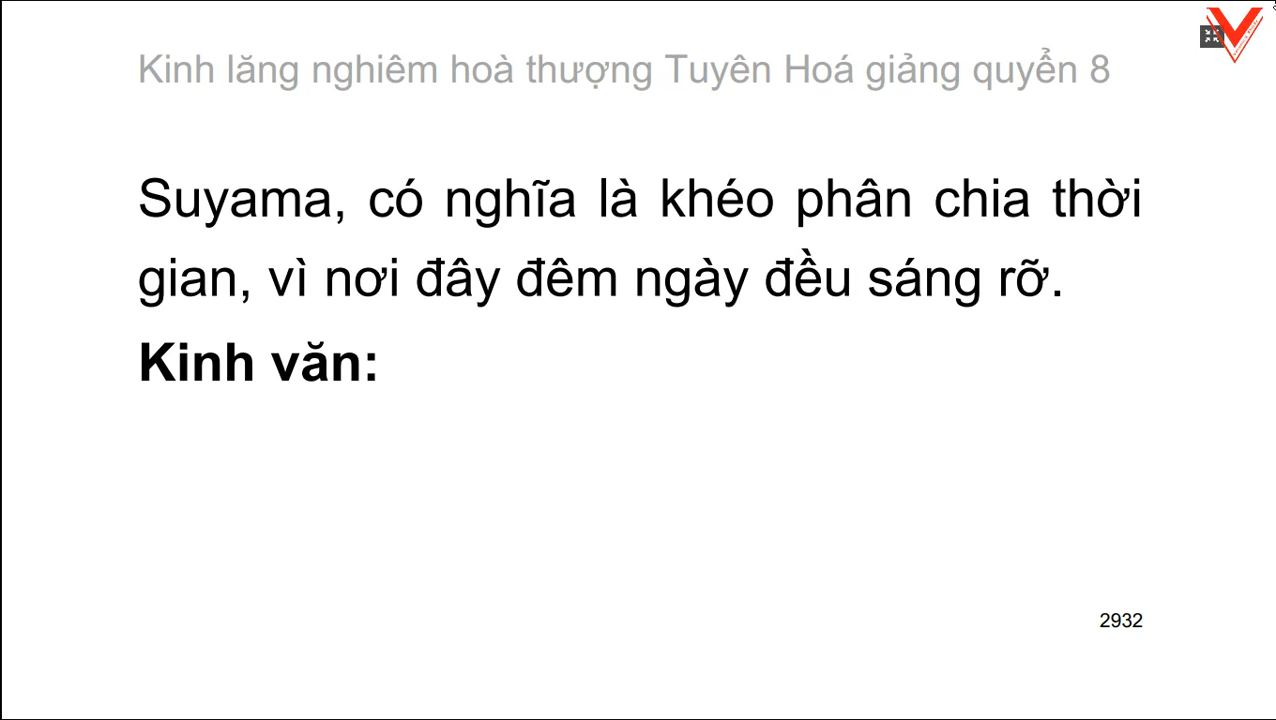 Kinh lăng nghiêm hoà thượng Tuyên Hoá giảng quyển 8
Suyama, có nghĩa là khéo phân chia thời
gian, vì nơi đây đêm ngày đều sáng rỡ.
Kinh văn:
2932